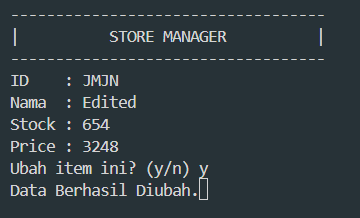 -----------------------------------
|          STORE MANAGER          |
-----------------------------------
ID    : JMJN
Nama  : Edited
Stock : 654
Price : 3248
Ubah item ini? (y/n) y
Data Berhasil Diubah.